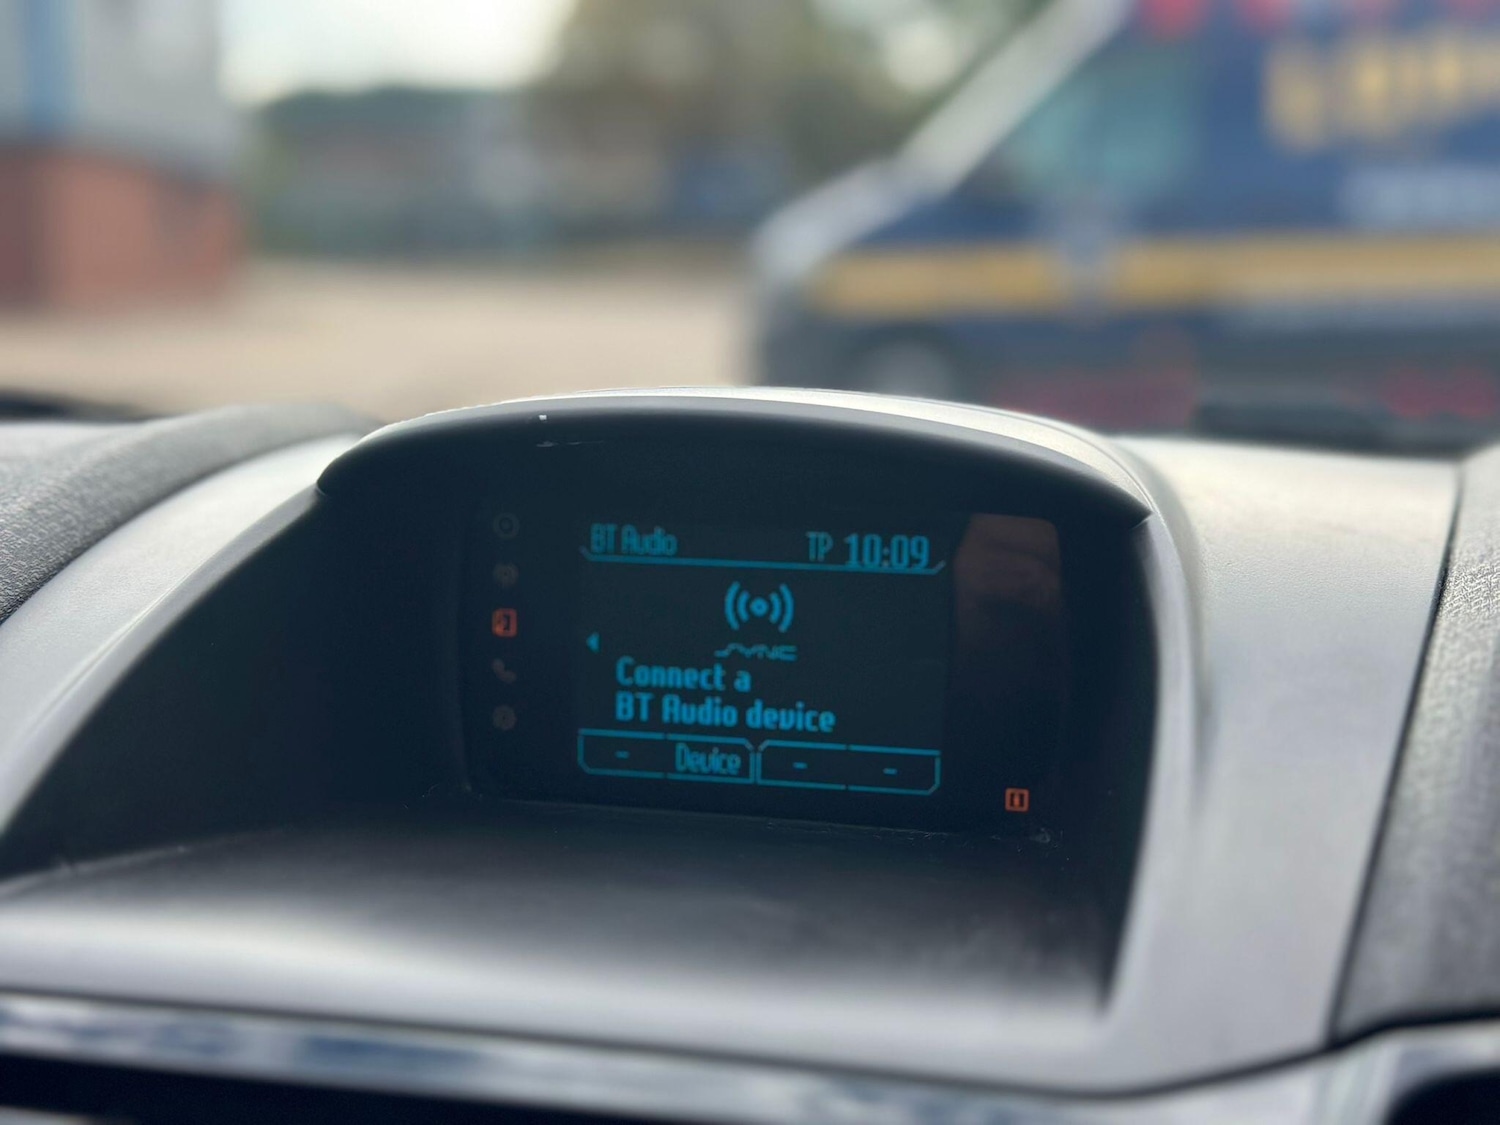 BT Audio TP 10:09
SYNC
Connect a
BT Audio device
- Device - -